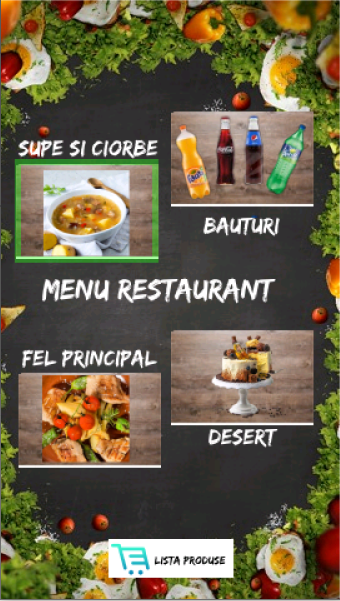 SUPE SI CIORBE
BAUTURI
MENU RESTAURANT
FEL PRINCIPAL
DESERT
LISTA PRODUSE